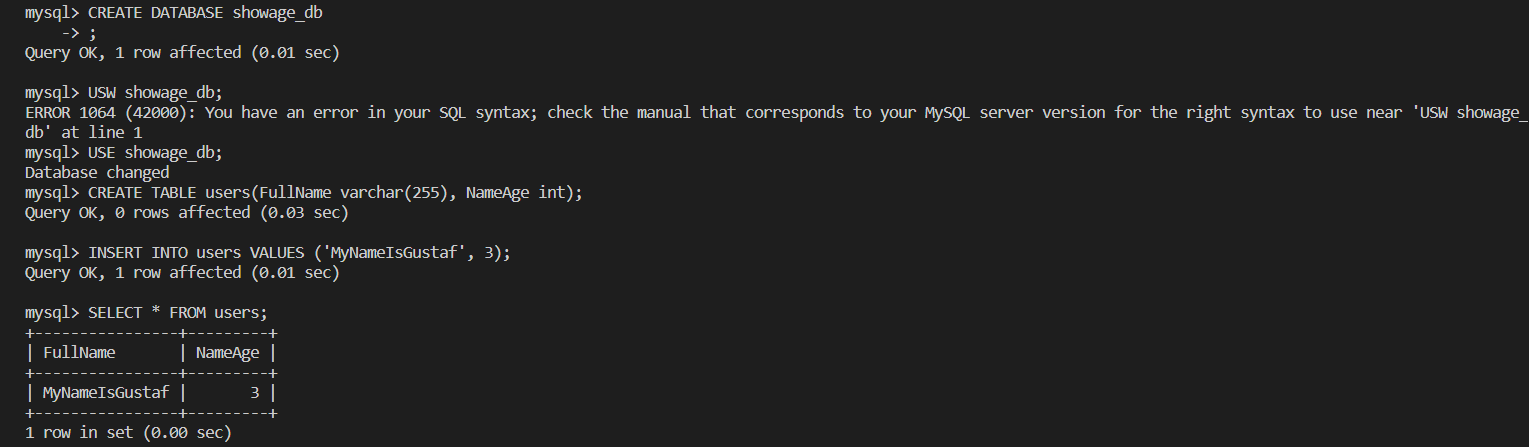 mysql> CREATE DATABASE showage_db
    -> ;
Query OK, 1 row affected (0.01 sec)

mysql> USW showage_db;
ERROR 1064 (42000): You have an error in your SQL syntax; check the manual that corresponds to your MySQL server version for the right syntax to use near 'USW showage_
db' at line 1
mysql> USE showage_db;
Database changed
mysql> CREATE TABLE users(FullName varchar(255), NameAge int);
Query OK, 0 rows affected (0.03 sec)

mysql> INSERT INTO users VALUES ('MyNameIsGustaf', 3);
Query OK, 1 row affected (0.01 sec)

mysql> SELECT * FROM users;
+----------------+---------+
| FullName       | NameAge |
+----------------+---------+
| MyNameIsGustaf |       3 |
+----------------+---------+
1 row in set (0.00 sec)